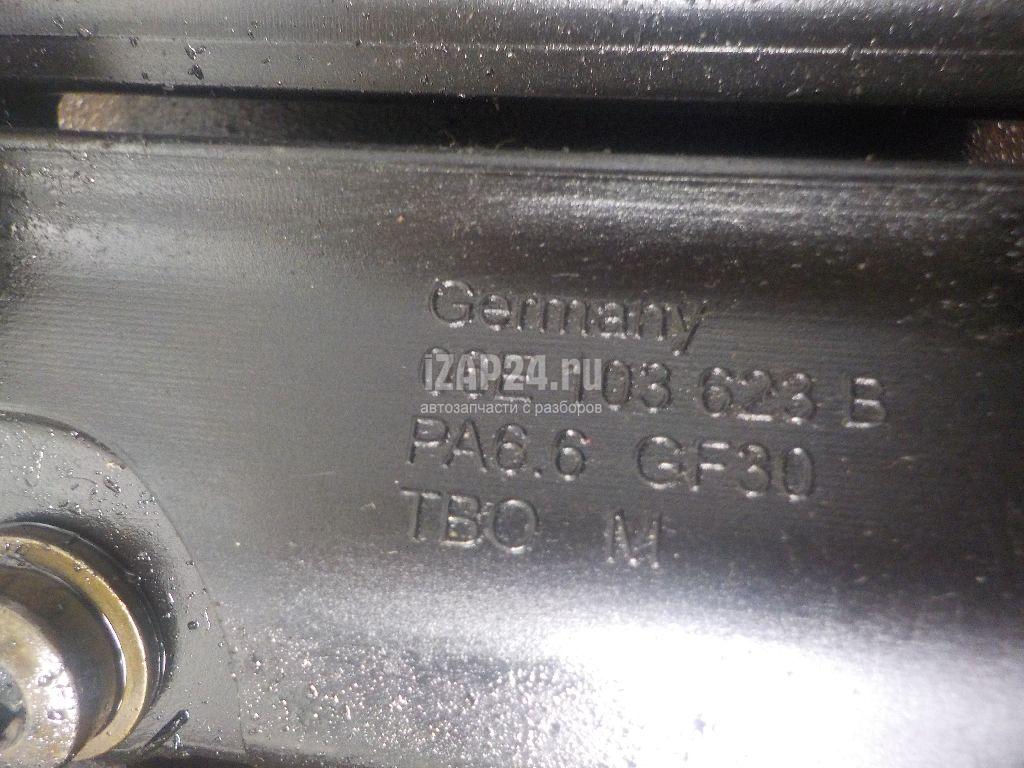 Germany
103 623 B
iZAP24.ru
автозапчасти с разборов
PA6.6 GF30
TBO M